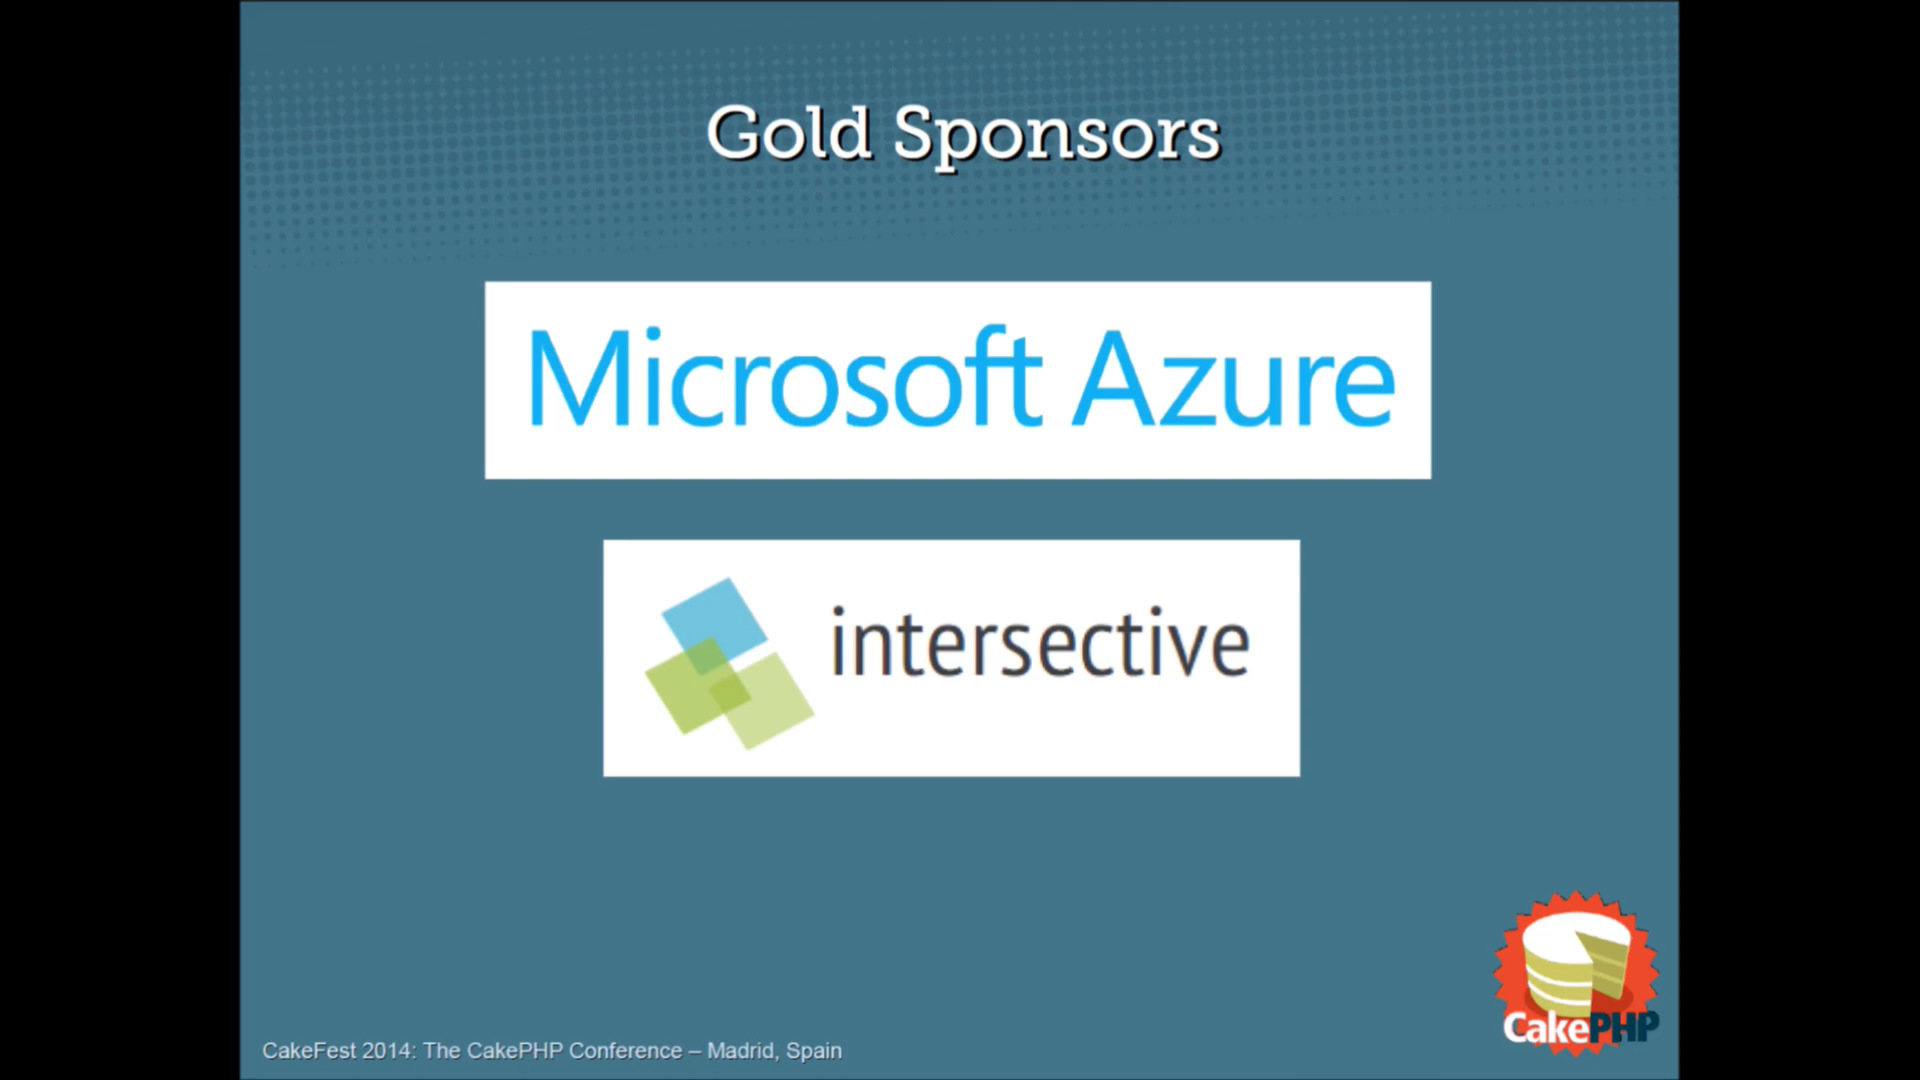 Gold Sponsors
Microsoft Azure
intersective
CakePHP
CakeFest 2014: The CakePHP Conference – Madrid, Spain